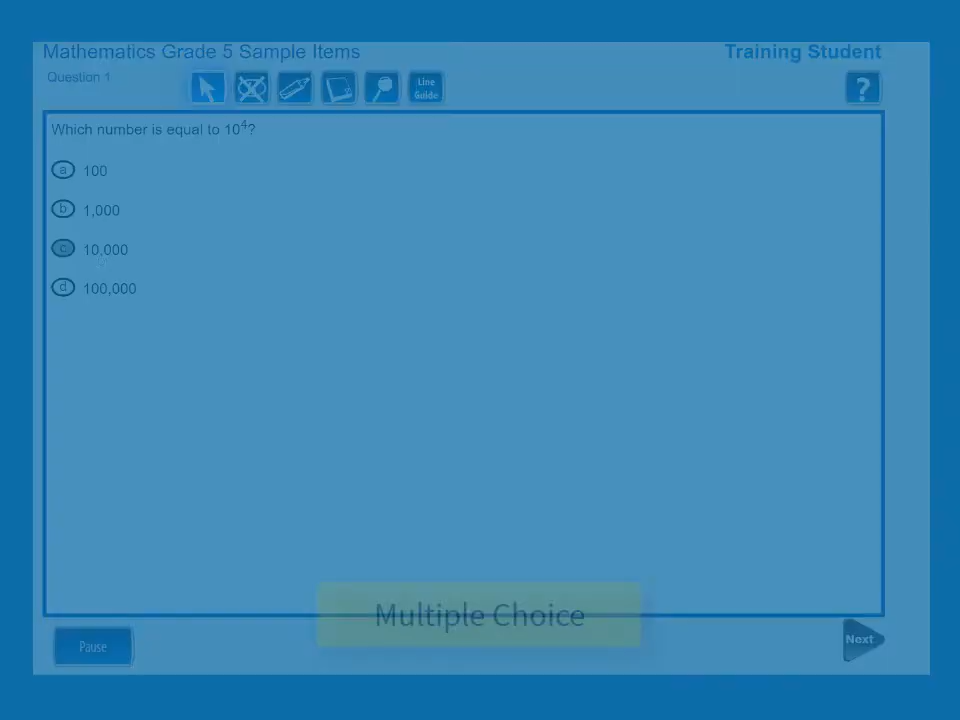 Mathematics Grade 5 Sample Items
Training Student
Question 1
Line
Guide
?
Which number is equal to 10⁴?
a 100
b 1,000
c 10,000
d 100,000
Multiple Choice
Pause
Next